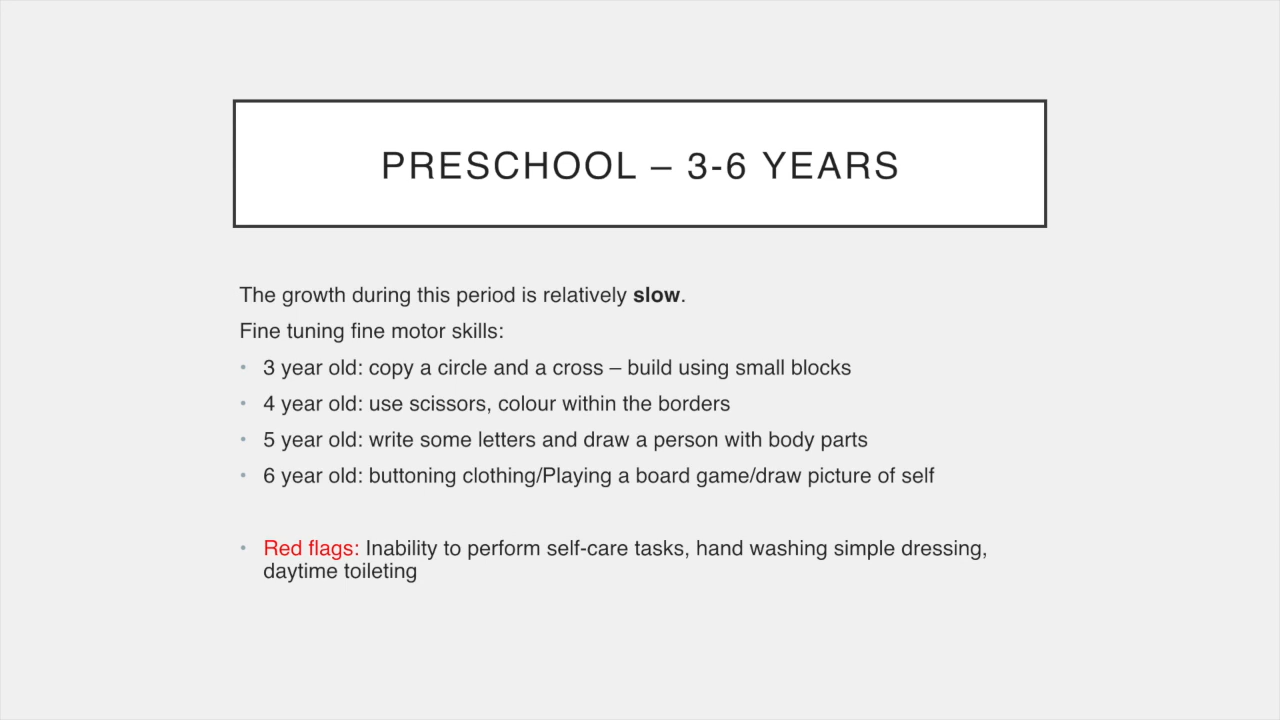 PRESCHOOL – 3-6 YEARS
The growth during this period is relatively slow.
Fine tuning fine motor skills:
• 3 year old: copy a circle and a cross – build using small blocks
• 4 year old: use scissors, colour within the borders
• 5 year old: write some letters and draw a person with body parts
• 6 year old: buttoning clothing/Playing a board game/draw picture of self
• Red flags: Inability to perform self-care tasks, hand washing simple dressing,
daytime toileting